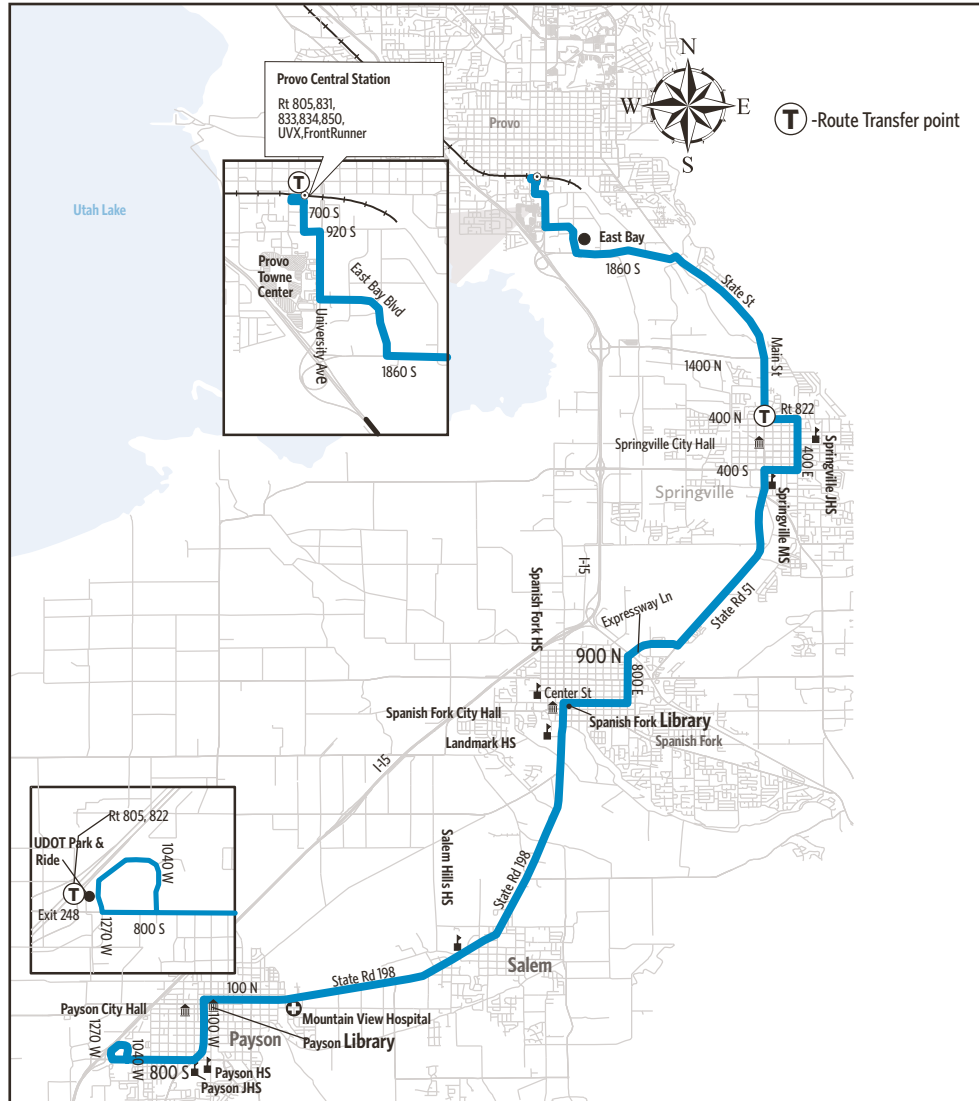 N
W
E
S
T -Route Transfer point
Provo Central Station
Rt 805,831,
833,834,850,
UVX,FrontRunner
Provo
Utah Lake
T
700 S
920 S
Provo
Towne
Center
East Bay Blvd
University Ave
1860 S
East Bay
1860 S
State St
Main St
1400 N
400 N
T
Rt 822
Springville City Hall
400 E
Springville JHS
400 S
Springville
Springville MS
I-15
State Rd 51
Expressway Ln
Spanish Fork HS
900 N
800 E
Center St
Spanish Fork City Hall
Spanish Fork Library
Landmark HS
Spanish Fork
I-15
Rt 805, 822
UDOT Park &
Ride
1040 W
T
Exit 248
1270 W
800 S
Salem Hills HS
State Rd 198
Salem
State Rd 198
100 N
Mountain View Hospital
Payson City Hall
100 W
Payson
Payson Library
1270 W
1040 W
800 S
Payson HS
Payson JHS